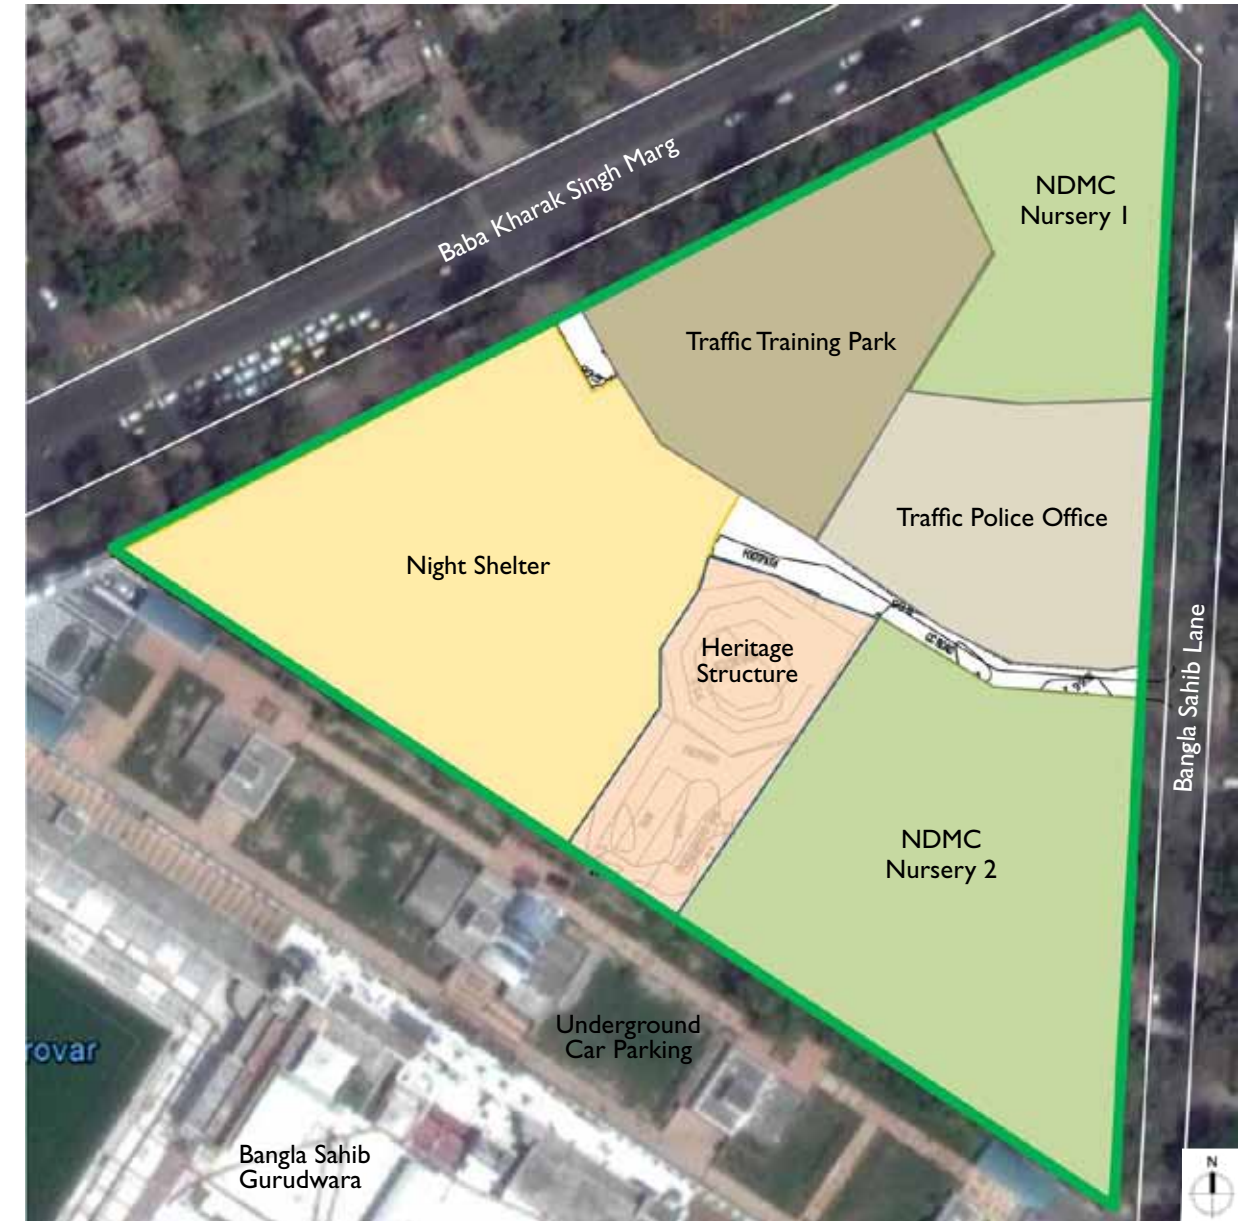 Baba Kharak Singh Marg
NDMC
Nursery 1
Traffic Training Park
Traffic Police Office
Night Shelter
FOOTPATH
Heritage
Structure
Bangla Sahib Lane
NDMC
Nursery 2
Underground
Car Parking
rovar
Bangla Sahib
Gurudwara
N